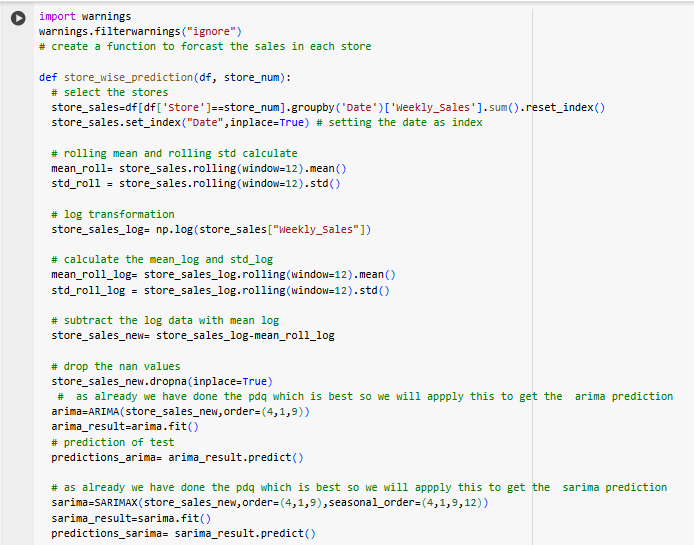 import warnings
warnings.filterwarnings("ignore")
# create a function to forcast the sales in each store
def store_wise_prediction(df, store_num):
# select the stores
store_sales=df[df['Store']==store_num].groupby('Date')['Weekly_Sales'].sum().reset_index()
store_sales.set_index("Date",inplace=True) # setting the date as index
# rolling mean and rolling std calculate
mean_roll= store_sales.rolling(window=12).mean()
std_roll = store_sales.rolling(window=12).std()
# log transformation
store_sales_log= np.log(store_sales["Weekly_Sales"])
# calculate the mean_log and std_log
mean_roll_log= store_sales_log.rolling(window=12).mean()
std_roll_log = store_sales_log.rolling(window=12).std()
# subtract the log data with mean log
store_sales_new= store_sales_log-mean_roll_log
# drop the nan values
store_sales_new.dropna(inplace=True)
#  as already we have done the pdq which is best so we will appply this to get the  arima prediction
arima=ARIMA(store_sales_new,order=(4,1,9))
arima_result=arima.fit()
# prediction of test
predictions_arima= arima_result.predict()
# as already we have done the pdq which is best so we will appply this to get the  sarima prediction
sarima=SARIMAX(store_sales_new,order=(4,1,9),seasonal_order=(4,1,9,12))
sarima_result=sarima.fit()
predictions_sarima= sarima_result.predict()